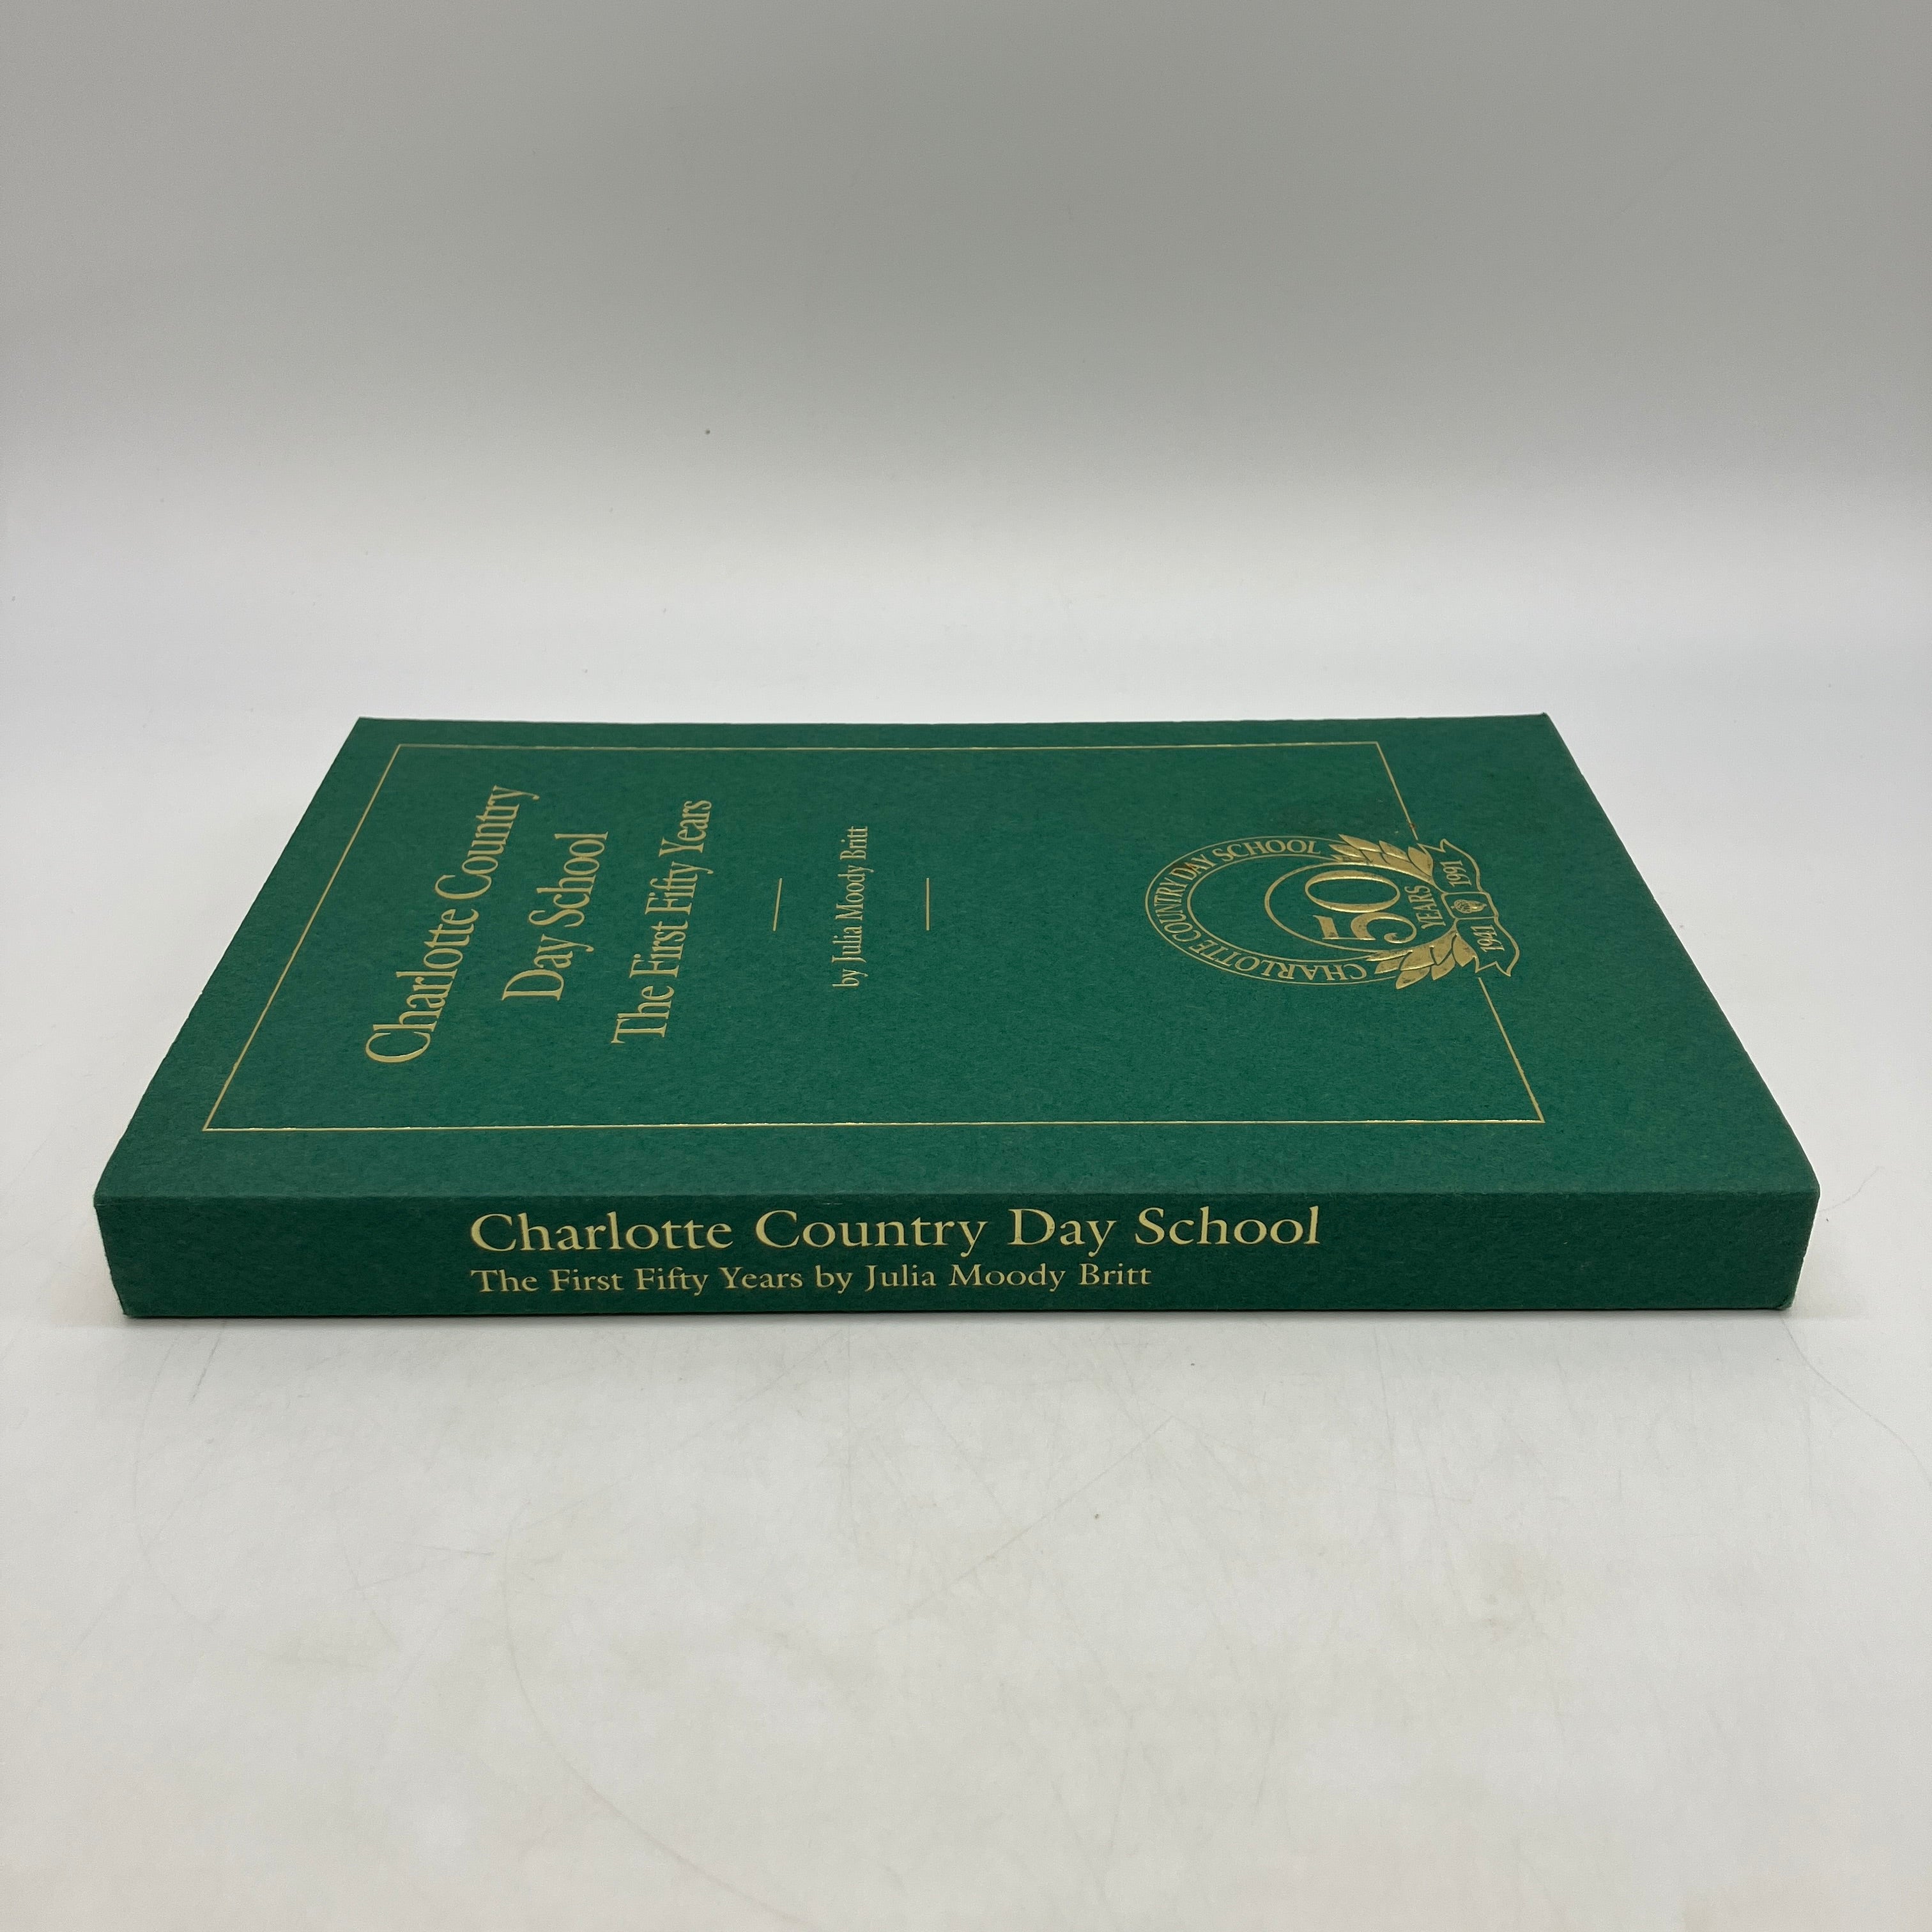 Charlotte Country
Day School
The First Fifty Years
by Julia Moody Britt
CHARLOTTE COUNTRY DAY SCHOOL
50
YEARS
1941 1991
Charlotte Country Day School
The First Fifty Years by Julia Moody Britt